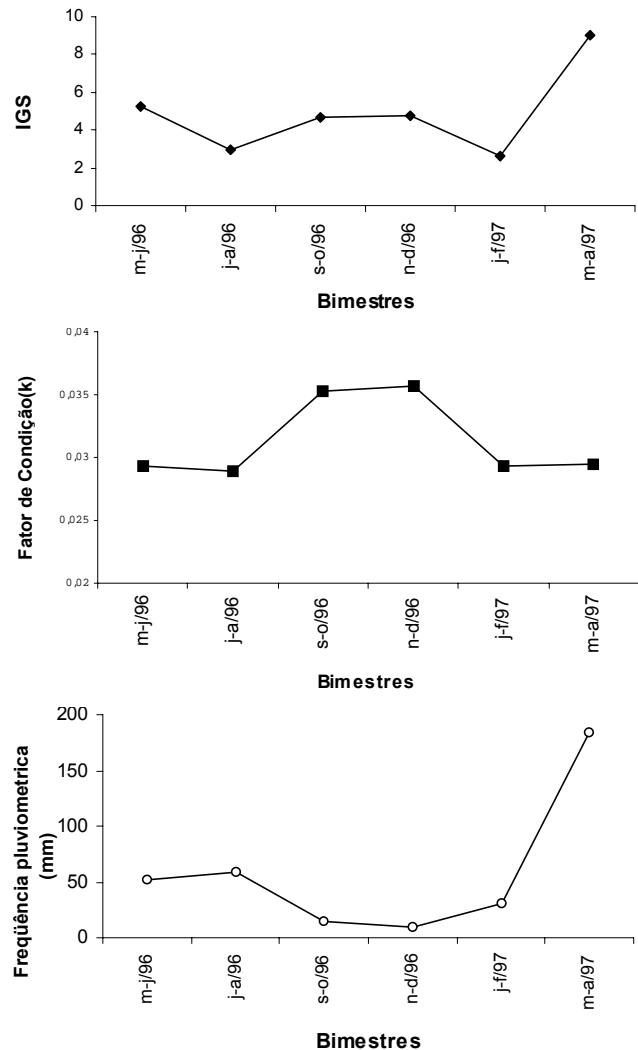 IGS
10
8
6
4
2
0
m-j/96
j-a/96
s-o/96
n-d/96
j-f/97
m-a/97
Bimestres
Fator de Condição(k)
0,04
0,035
0,03
0,025
0,02
m-j/96
j-a/96
s-o/96
n-d/96
j-f/97
m-a/97
Bimestres
Freqüência pluviometrica
(mm)
200
150
100
50
0
m-j/96
j-a/96
s-o/96
n-d/96
j-f/97
m-a/97
Bimestres